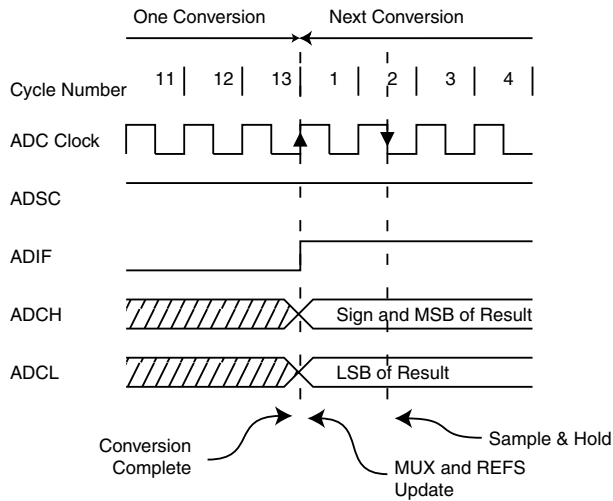 One Conversion Next Conversion
Cycle Number 11 12 13 1 2 3 4
ADC Clock
ADSC
ADIF
ADCH Sign and MSB of Result
ADCL LSB of Result
Conversion
Complete
MUX and REFS
Update
Sample & Hold